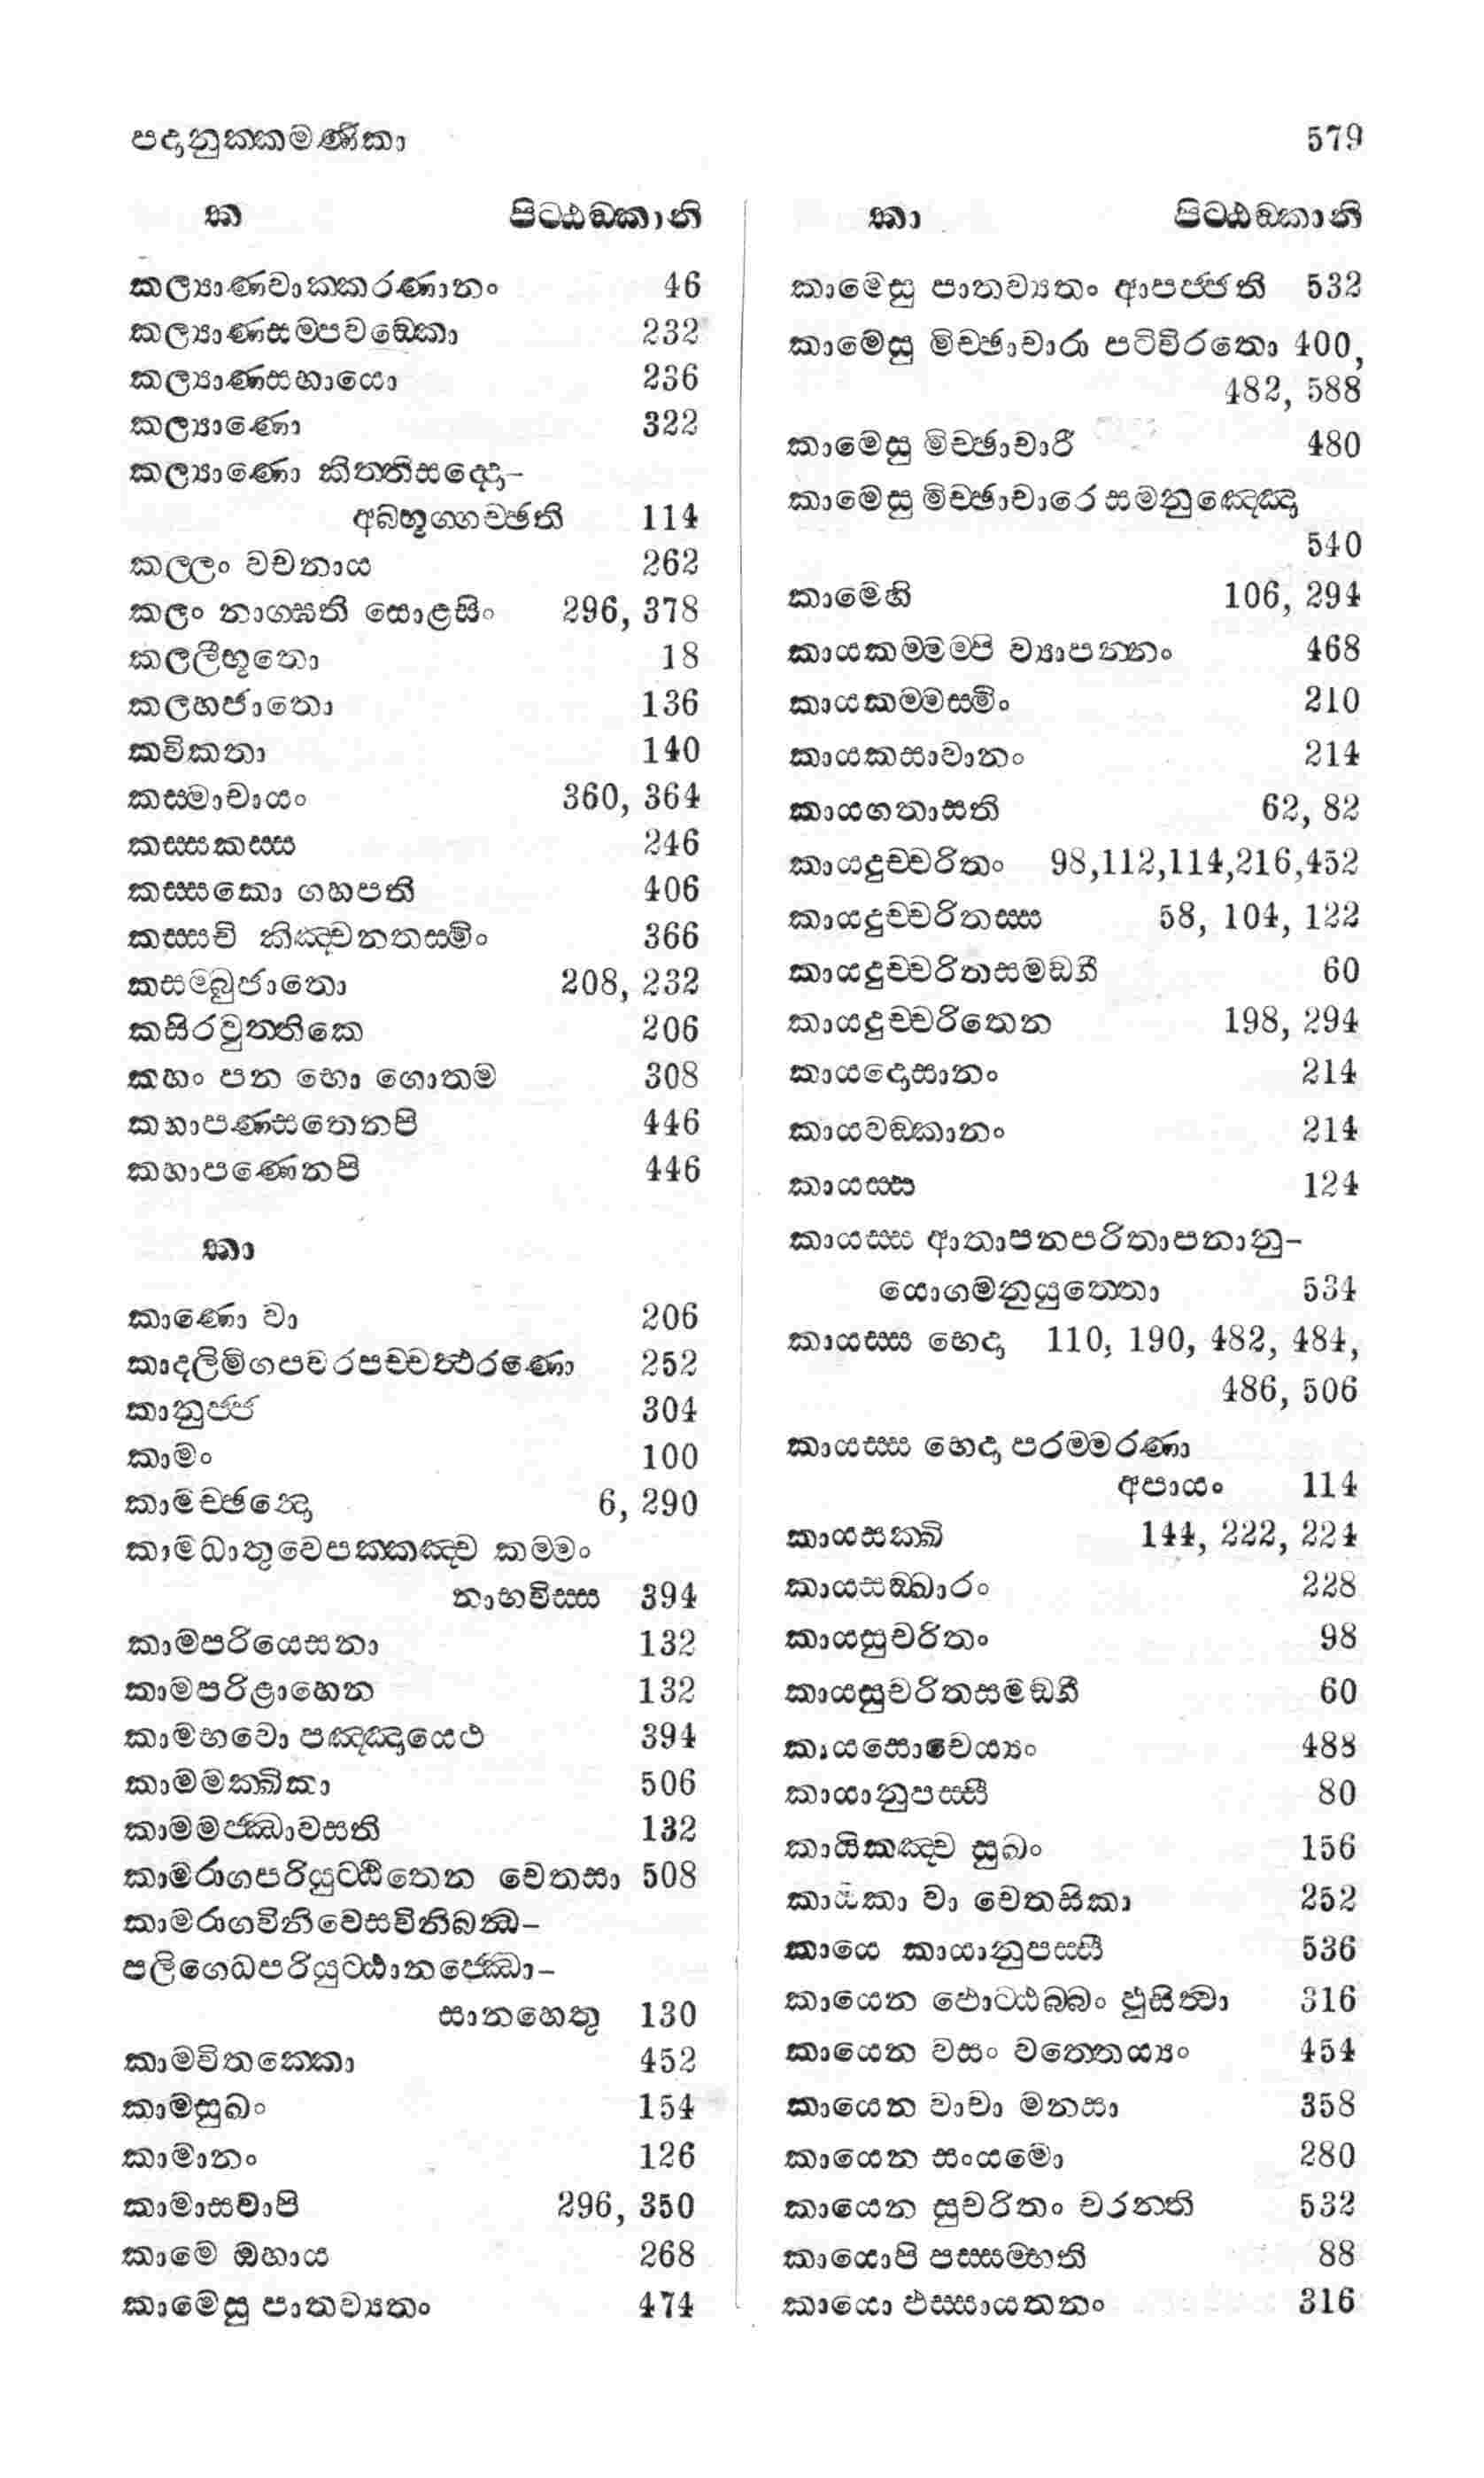 පදානුක්කමණිකා 579
ක පිට්ඨඞ්කානි
කල්‍යාණවාක්කරණානං 46
කල්‍යාණසම්පවඞ්කො 232
කල්‍යාණසහායො 236
කල්‍යාණො 322
කල්‍යාණො කිත්තිසද්දො-
අබ්භුග්ගච්ඡති 114
කල්ලං වචනාය 262
කලං නාග්ඝති සොළසිං 296, 378
කලලීභූතො 18
කලහජාතො 136
කවිකතා 140
කසමාචායං 360, 364
කස්සකස්ස 246
කස්සකො ගහපති 406
කස්සචි කිඤ්චනතස්මිං 366
කසම්බුජාතො 208, 232
කසිරවුත්තිකෙ 206
කහං පන භො ගොතම 308
කහාපණසතෙනපි 446
කහාපණෙනපි 446
කා
කාණො වා 206
කාදලිමිගපවරපච්චත්ථරණො 252
කානුජ්ජ 304
කාමං 100
කාමච්ඡන්දො 6, 290
කාමධාතුවෙපක්කඤ්ච කම්මං
නාභවිස්ස 394
කාමපරියෙසනා 132
කාමපරිළාහෙන 132
කාමභවො පඤ්ඤායෙථ 394
කාමමක්ඛිකා 506
කාමමජ්ඣාවසති 132
කාමරාගපරියුට්ඨිතෙන චෙතසා 508
කාමරාගවිනිවෙසවිනිබන්ධ-
පලිගෙධපරියුට්ඨානජ්ඣො-
සානහෙතු 130
කාමවිතක්කො 452
කාමසුඛං 154
කාමානං 126
කාමාසවාපි 296, 350
කාමෙ ඔහාය 268
කාමෙසු පාතව්‍යතං 474
කා පිට්ඨඞ්කානි
කාමෙසු පාතව්‍යතං ආපජ්ජති 532
කාමෙසු මිච්ඡාචාරා පටිවිරතො 400,
482, 588
කාමෙසු මිච්ඡාචාරී 480
කාමෙසු මිච්ඡාචාරෙ සමනුඤ්ඤො
540
කාමෙහි 106, 294
කායකම්මම්පි ව්‍යාපන්නං 468
කායකම්මස්මිං 210
කායකසාවානං 214
කායගතාසති 62, 82
කායදුච්චරිතං 98,112,114,216,452
කායදුච්චරිතස්ස 58, 104, 122
කායදුච්චරිතසමඞ්ගී 60
කායදුච්චරිතෙන 198, 294
කායදොසානං 214
කායවඞ්කානං 214
කායස්ස 124
කායස්ස ආතාපනපරිතාපනානු-
යොගමනුයුත්තො 534
කායස්ස භෙදා 110, 190, 482, 484,
486, 506
කායස්ස භෙදා පරම්මරණා
අපායං 114
කායසක්ඛි 144, 222, 224
කායසඞ්ඛාරං 228
කායසුචරිතං 98
කායසුචරිතසමඞ්ගී 60
කායසොචෙය්‍යං 488
කායානුපස්සී 80
කායිකඤ්ච සුඛං 156
කායිකා වා චෙතසිකා 252
කායෙ කායානුපස්සී 536
කායෙන ඵොට්ඨබ්බං ඵුසිත්වා 316
කායෙන වසං වත්තෙය්‍යං 454
කායෙන වාචා මනසා 358
කායෙන සංයමො 280
කායෙන සුචරිතං චරන්ති 532
කායොපි පස්සම්භති 88
කායො ඵස්සායතනං 316